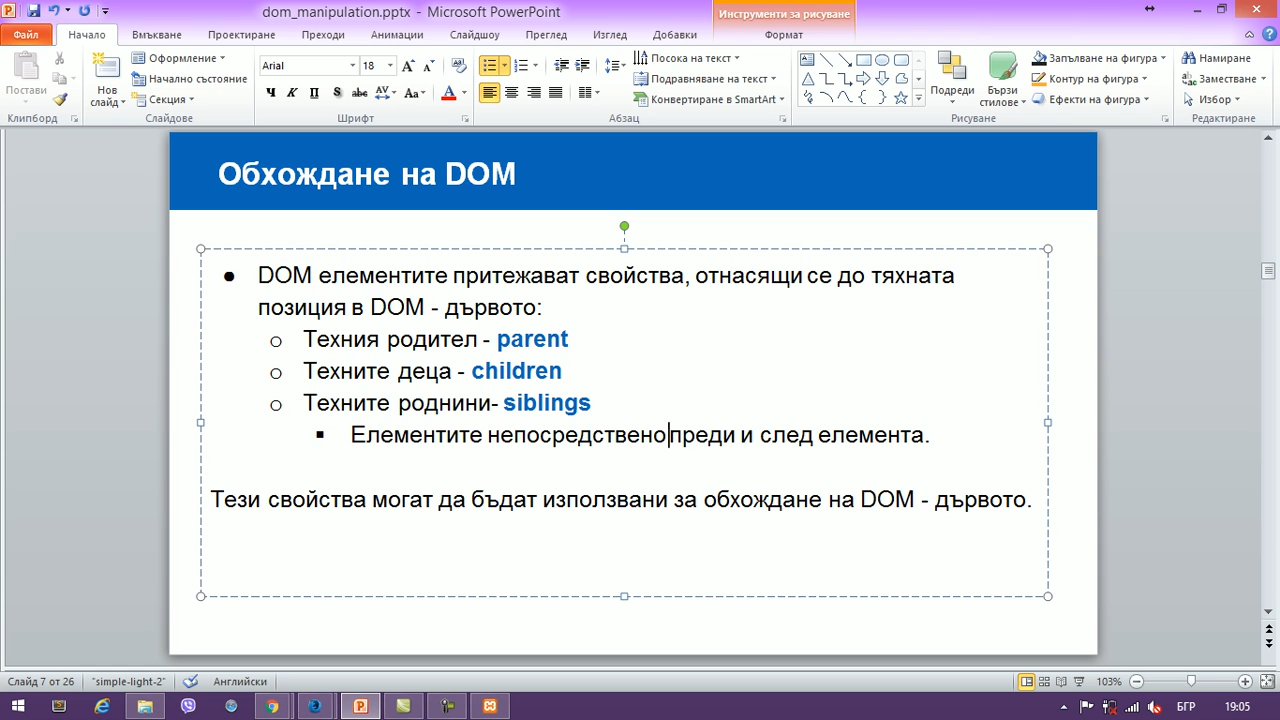 dom_manipulation.pptx - Microsoft PowerPoint
Инструменти за рисуване
Файл Начало Вмъкване Проектиране Преходи Анимации Слайдшоу Преглед Изглед Добавки Формат
Постави
Нов слайд
Оформление
Начално състояние
Секция
Arial 18
Ч К П S abc AV Aa A
Посока на текст
Подравняване на текст
Конвертиране в SmartArt
Подреди
Бързи стилове
Запълване на фигура
Контур на фигура
Ефекти на фигура
Намиране
Заместване
Избор
Клипборд Слайдове Шрифт Абзац Рисуване Редактиране
Обхождане на DOM
● DOM елементите притежават свойства, отнасящи се до тяхната
позиция в DOM - дървото:
o Техния родител - parent
o Техните деца - children
o Техните роднини- siblings
▪ Елементите непосредственопреди и след елемента.
Тези свойства могат да бъдат използвани за обхождане на DOM - дървото.
Слайд 7 от 26 "simple-light-2" Английски 103%
БГР 19:05